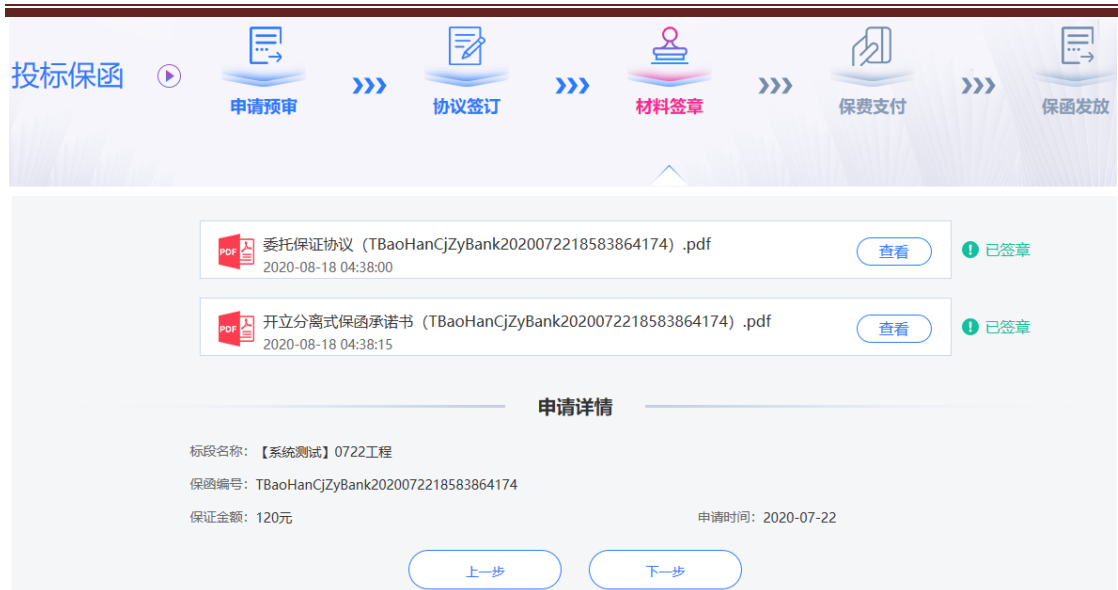 投标保函
申请预审
协议签订
材料签章
保费支付
保函发放
PDF
委托保证协议（TBaoHanCjZyBank2020072218583864174）.pdf
2020-08-18 04:38:00
查看
已签章
PDF
开立分离式保函承诺书（TBaoHanCjZyBank2020072218583864174）.pdf
2020-08-18 04:38:15
查看
已签章
申请详情
标段名称：【系统测试】0722工程
保函编号：TBaoHanCjZyBank2020072218583864174
保证金额：120元
申请时间：2020-07-22
上一步
下一步